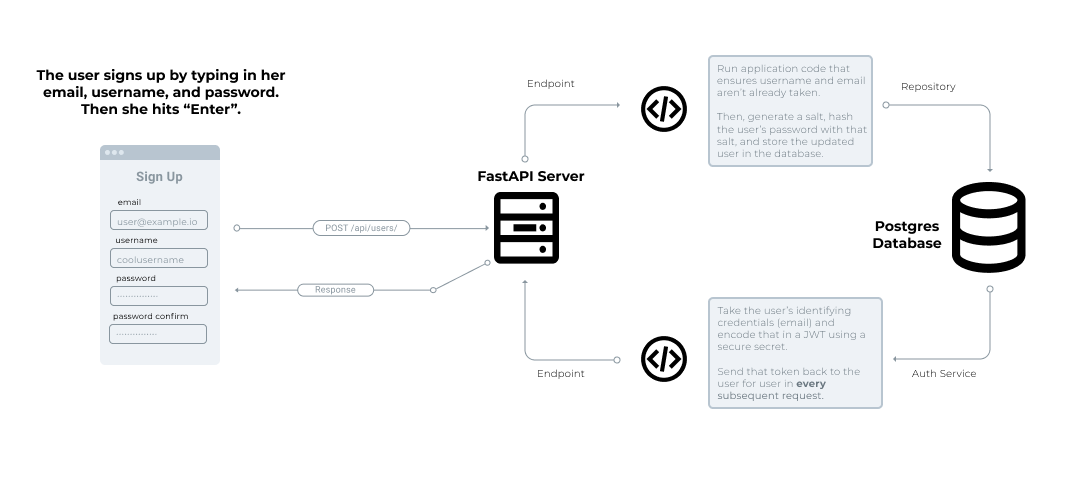 The user signs up by typing in her
email, username, and password.
Then she hits “Enter”.
Sign Up
email
user@example.io
username
coolusername
password
...............
password confirm
...............
POST /api/users/
Response
Endpoint
FastAPI Server
Endpoint
Run application code that
ensures username and email
aren’t already taken.
Then, generate a salt, hash
the user’s password with that
salt, and store the updated
user in the database.
Repository
Postgres
Database
Take the user’s identifying
credentials (email) and
encode that in a JWT using a
secure secret.
Send that token back to the
user for user in every
subsequent request.
Auth Service